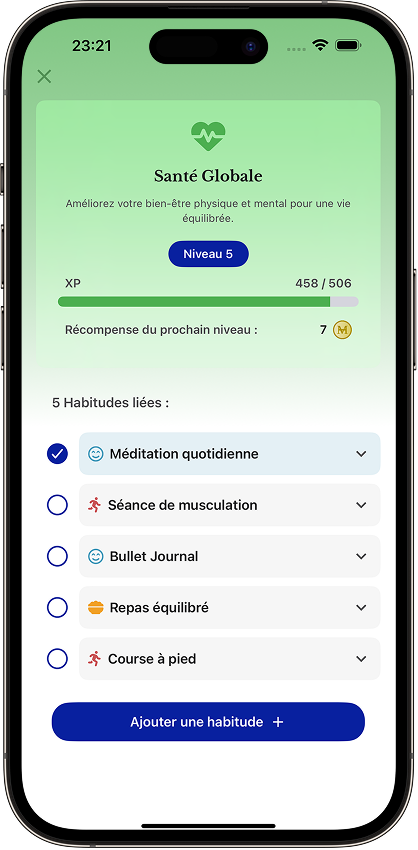 23:21
Santé Globale
Améliorez votre bien-être physique et mental pour une vie
équilibrée.
Niveau 5
XP 458 / 506
Récompense du prochain niveau : 7 M
5 Habitudes liées :
Méditation quotidienne
Séance de musculation
Bullet Journal
Repas équilibré
Course à pied
Ajouter une habitude +